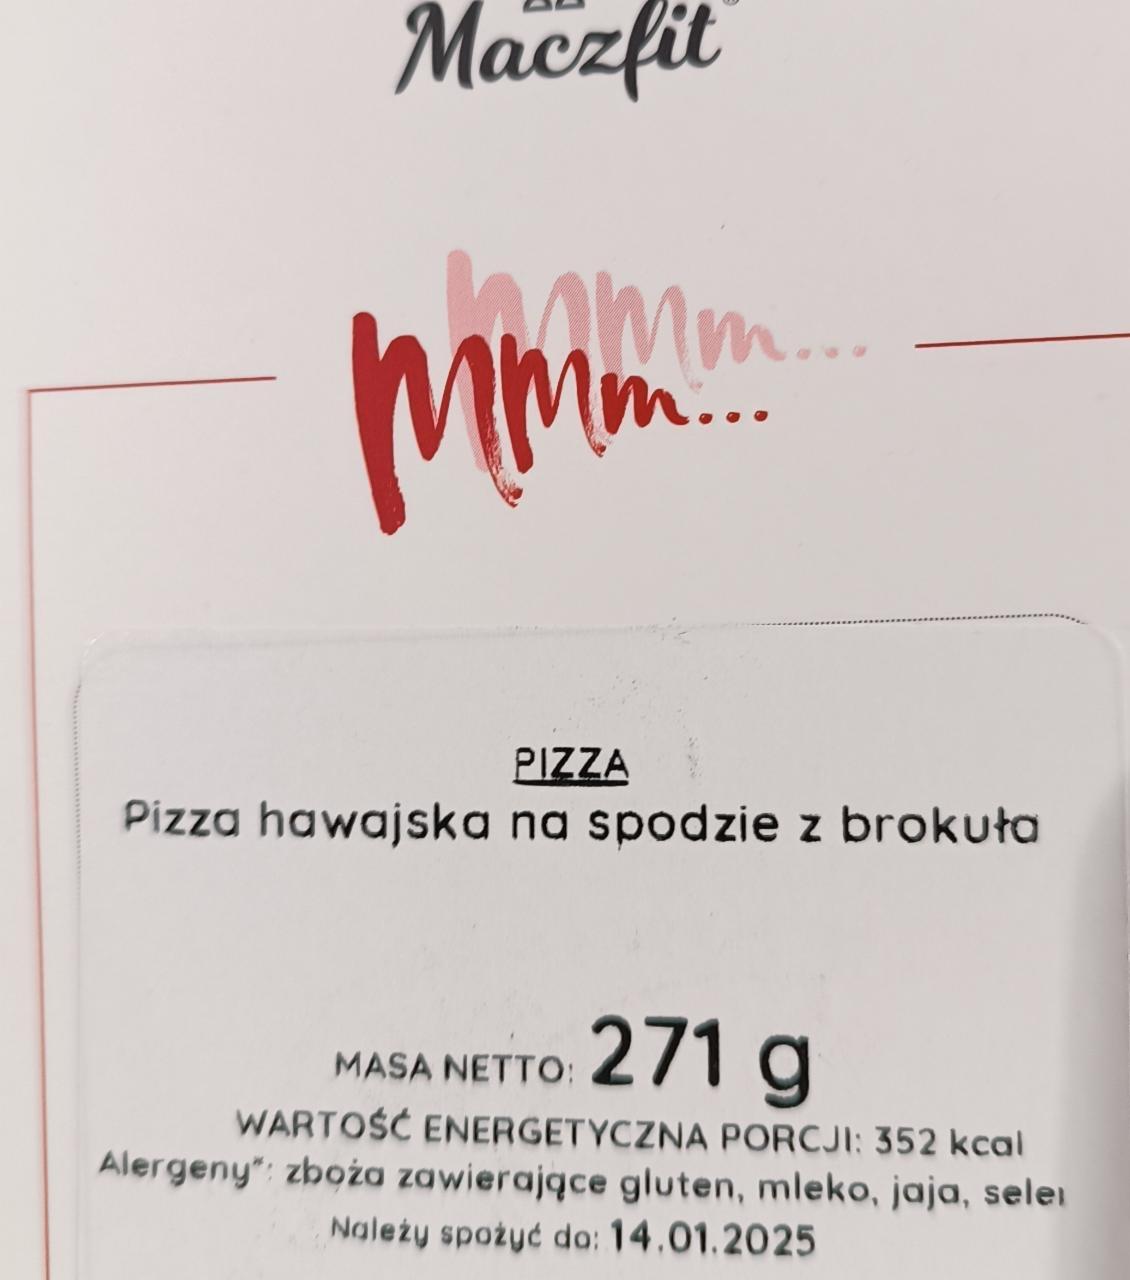 Maczfit
mmm...
mmm...
PIZZA
Pizza hawajska na spodzie z brokuła
MASA NETTO: 271 g
WARTOŚĆ ENERGETYCZNA PORCJI: 352 kcal
Alergeny*: zboża zawierające gluten, mleko, jaja,
Należy spożyć do: 14.01.2025